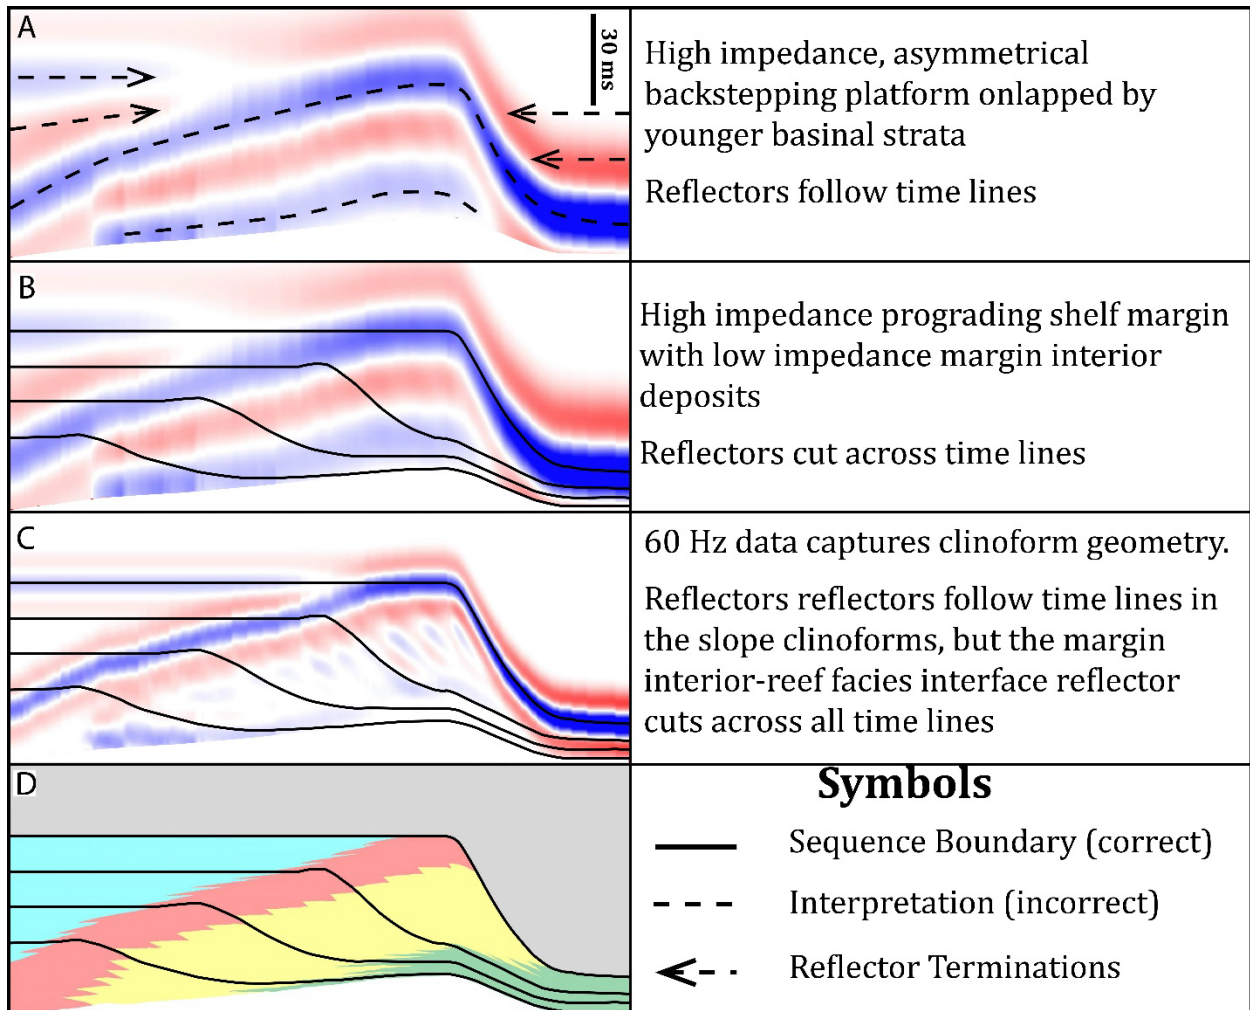 A
30 ms
High impedance, asymmetrical
backstepping platform onlapped by
younger basinal strata
Reflectors follow time lines
B
High impedance prograding shelf margin
with low impedance margin interior
deposits
Reflectors cut across time lines
C
60 Hz data captures clinoform geometry.
Reflectors reflectors follow time lines in
the slope clinoforms, but the margin
interior-reef facies interface reflector
cuts across all time lines
D
Symbols
Sequence Boundary (correct)
Interpretation (incorrect)
Reflector Terminations